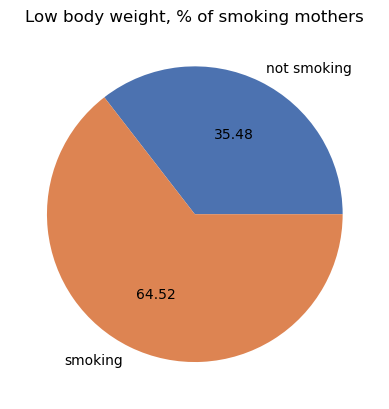 Low body weight, % of smoking mothers
not smoking
35.48
64.52
smoking